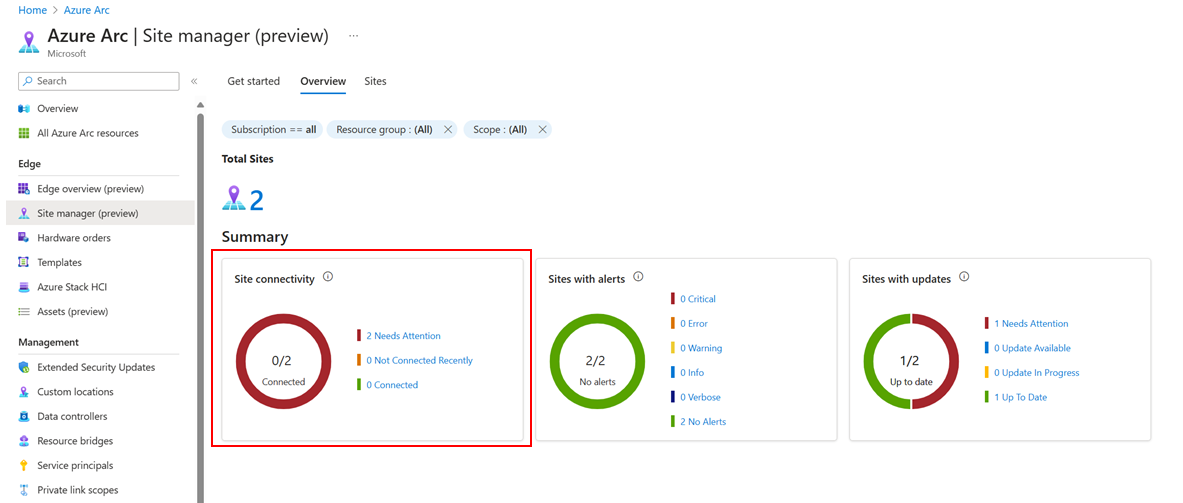 Home > Azure Arc
Azure Arc | Site manager (preview) ...
Microsoft
Search
«
Overview
All Azure Arc resources
Edge
Edge overview (preview)
Site manager (preview)
Hardware orders
Templates
Azure Stack HCI
Assets (preview)
Management
Extended Security Updates
Custom locations
Data controllers
Resource bridges
Service principals
Private link scopes
Get started Overview Sites
Subscription == all Resource group : (All) Scope : (All)
Total Sites
2
Summary
Site connectivity
0/2
Connected
2 Needs Attention
0 Not Connected Recently
0 Connected
Sites with alerts
2/2
No alerts
0 Critical
0 Error
0 Warning
0 Info
0 Verbose
2 No Alerts
Sites with updates
1/2
Up to date
1 Needs Attention
0 Update Available
0 Update In Progress
1 Up To Date